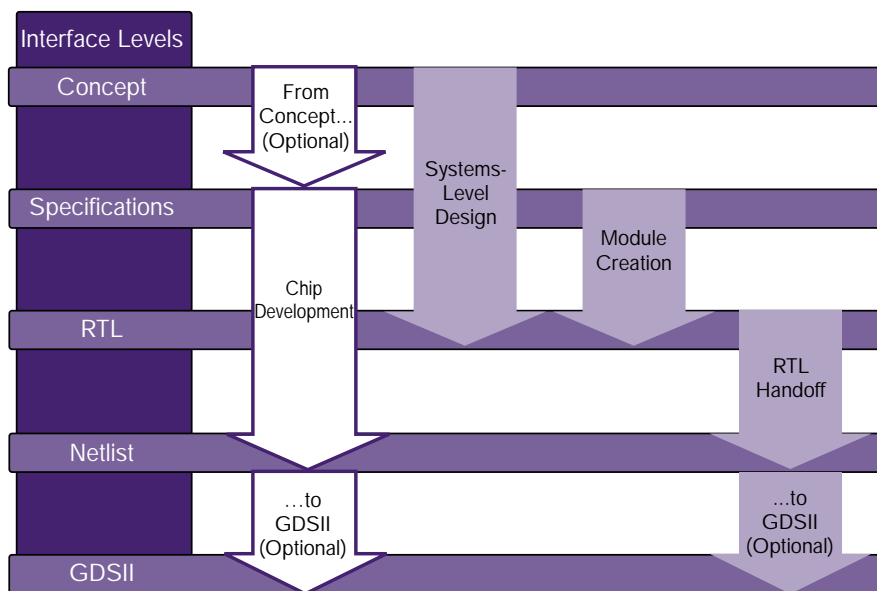 Interface Levels
Concept
From
Concept...
(Optional)
Systems-
Level
Design
Specifications
Module
Creation
Chip
Development
RTL
RTL
Handoff
Netlist
...to
GDSII
(Optional)
...to
GDSII
(Optional)
GDSII